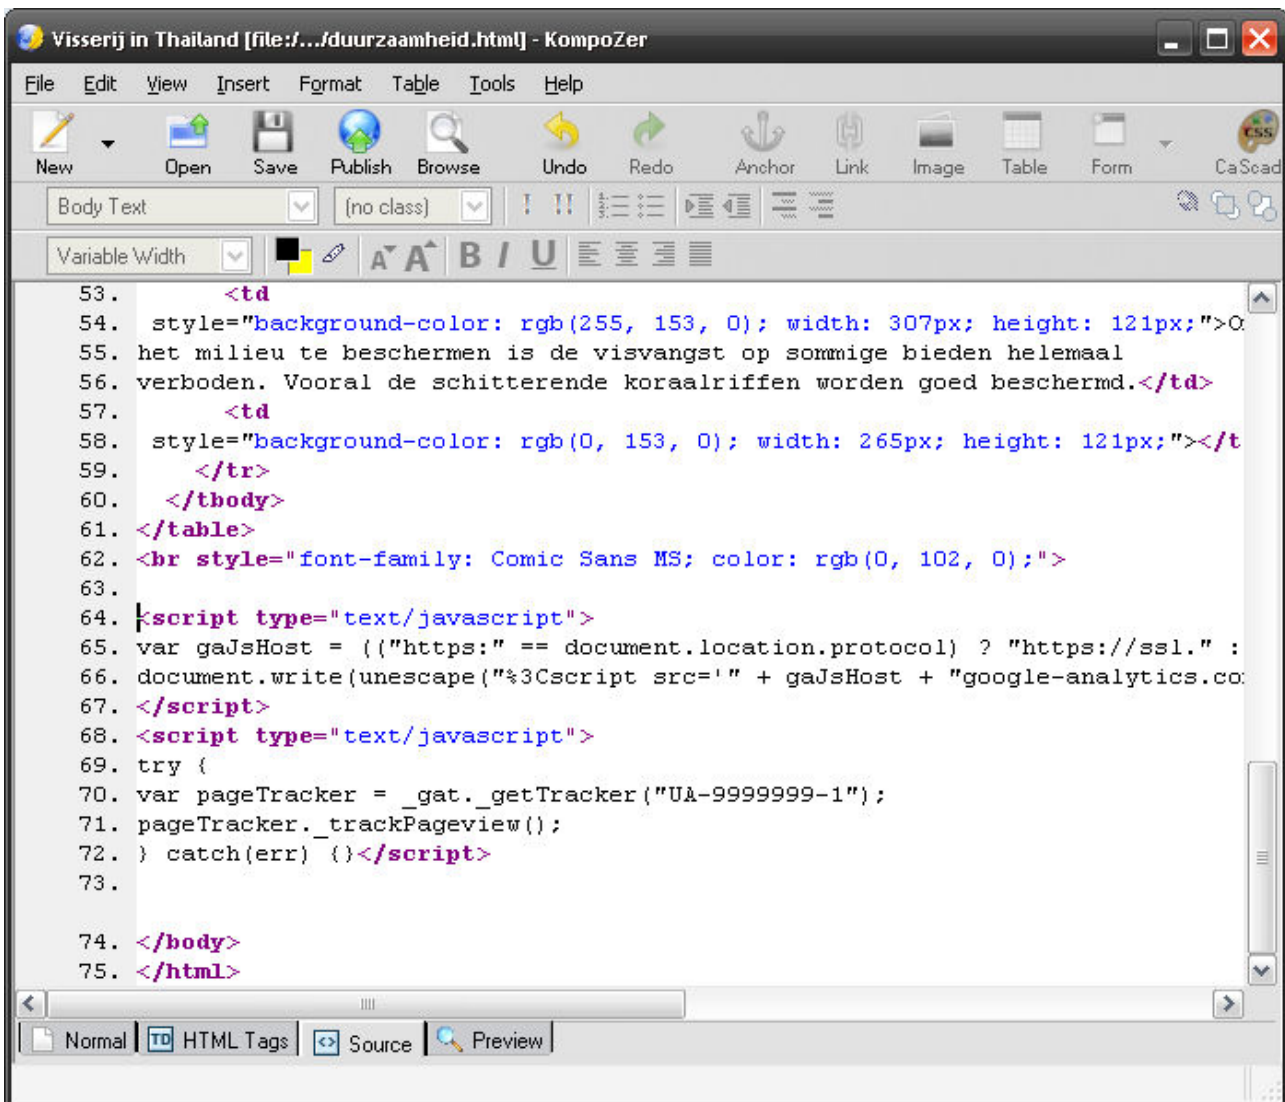 Visserij in Thailand [file:/.../duurzaamheid.html] - KompoZer
File Edit View Insert Format Table Tools Help
New Open Save Publish Browse Undo Redo Anchor Link Image Table Form CaScad
Body Text (no class)
Variable Width
53. <td
54. style="background-color: rgb(255, 153, 0); width: 307px; height: 121px;">
55. het milieu te beschermen is de visvangst op sommige bieden helemaal
56. verboden. Vooral de schitterende koraalriffen worden goed beschermd.</td>
57. <td
58. style="background-color: rgb(0, 153, 0); width: 265px; height: 121px;"></t
59. </tr>
60. </tbody>
61. </table>
62. <br style="font-family: Comic Sans MS; color: rgb(0, 102, 0);">
63.
64. <script type="text/javascript">
65. var gaJsHost = (("https:" == document.location.protocol) ? "https://ssl." :
66. document.write(unescape("%3Cscript src='" + gaJsHost + "google-analytics.co
67. </script>
68. <script type="text/javascript">
69. try {
70. var pageTracker = _gat._getTracker("UA-9999999-1");
71. pageTracker._trackPageview();
72. } catch(err) {}</script>
73.
74. </body>
75. </html>
Normal HTML Tags Source Preview